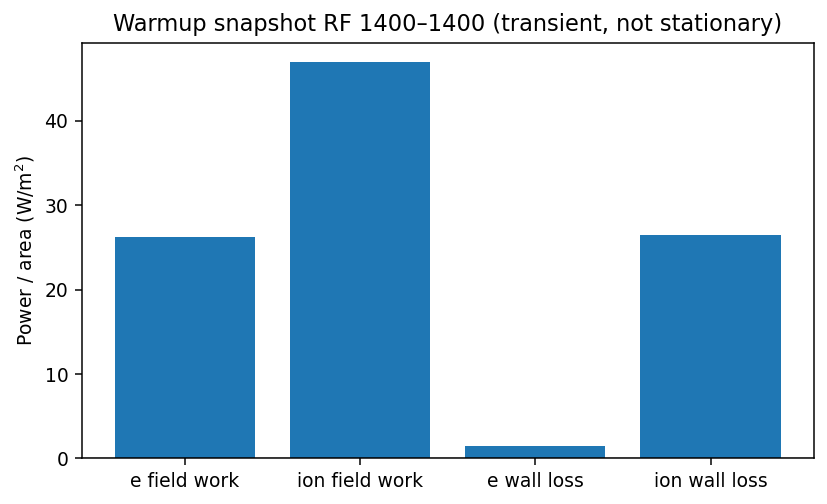 Warmup snapshot RF 1400–1400 (transient, not stationary)
Power / area (W/m²)
40
30
20
10
0
e field work
ion field work
e wall loss
ion wall loss